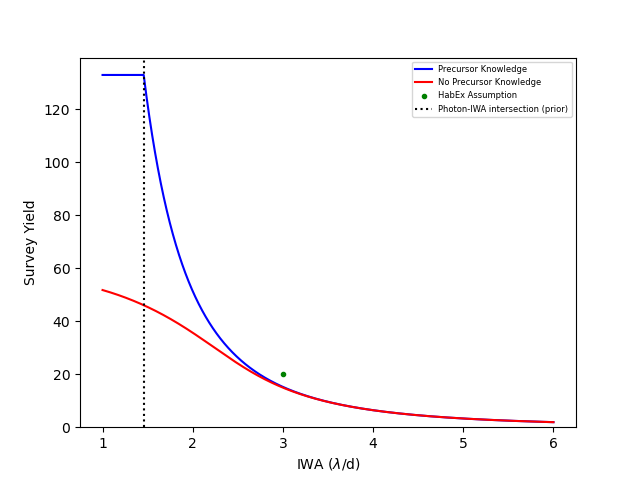 Precursor Knowledge
No Precursor Knowledge
HabEx Assumption
Photon-IWA intersection (prior)
Survey Yield
120
100
80
60
40
20
0
1 2 3 4 5 6
IWA (λ/d)